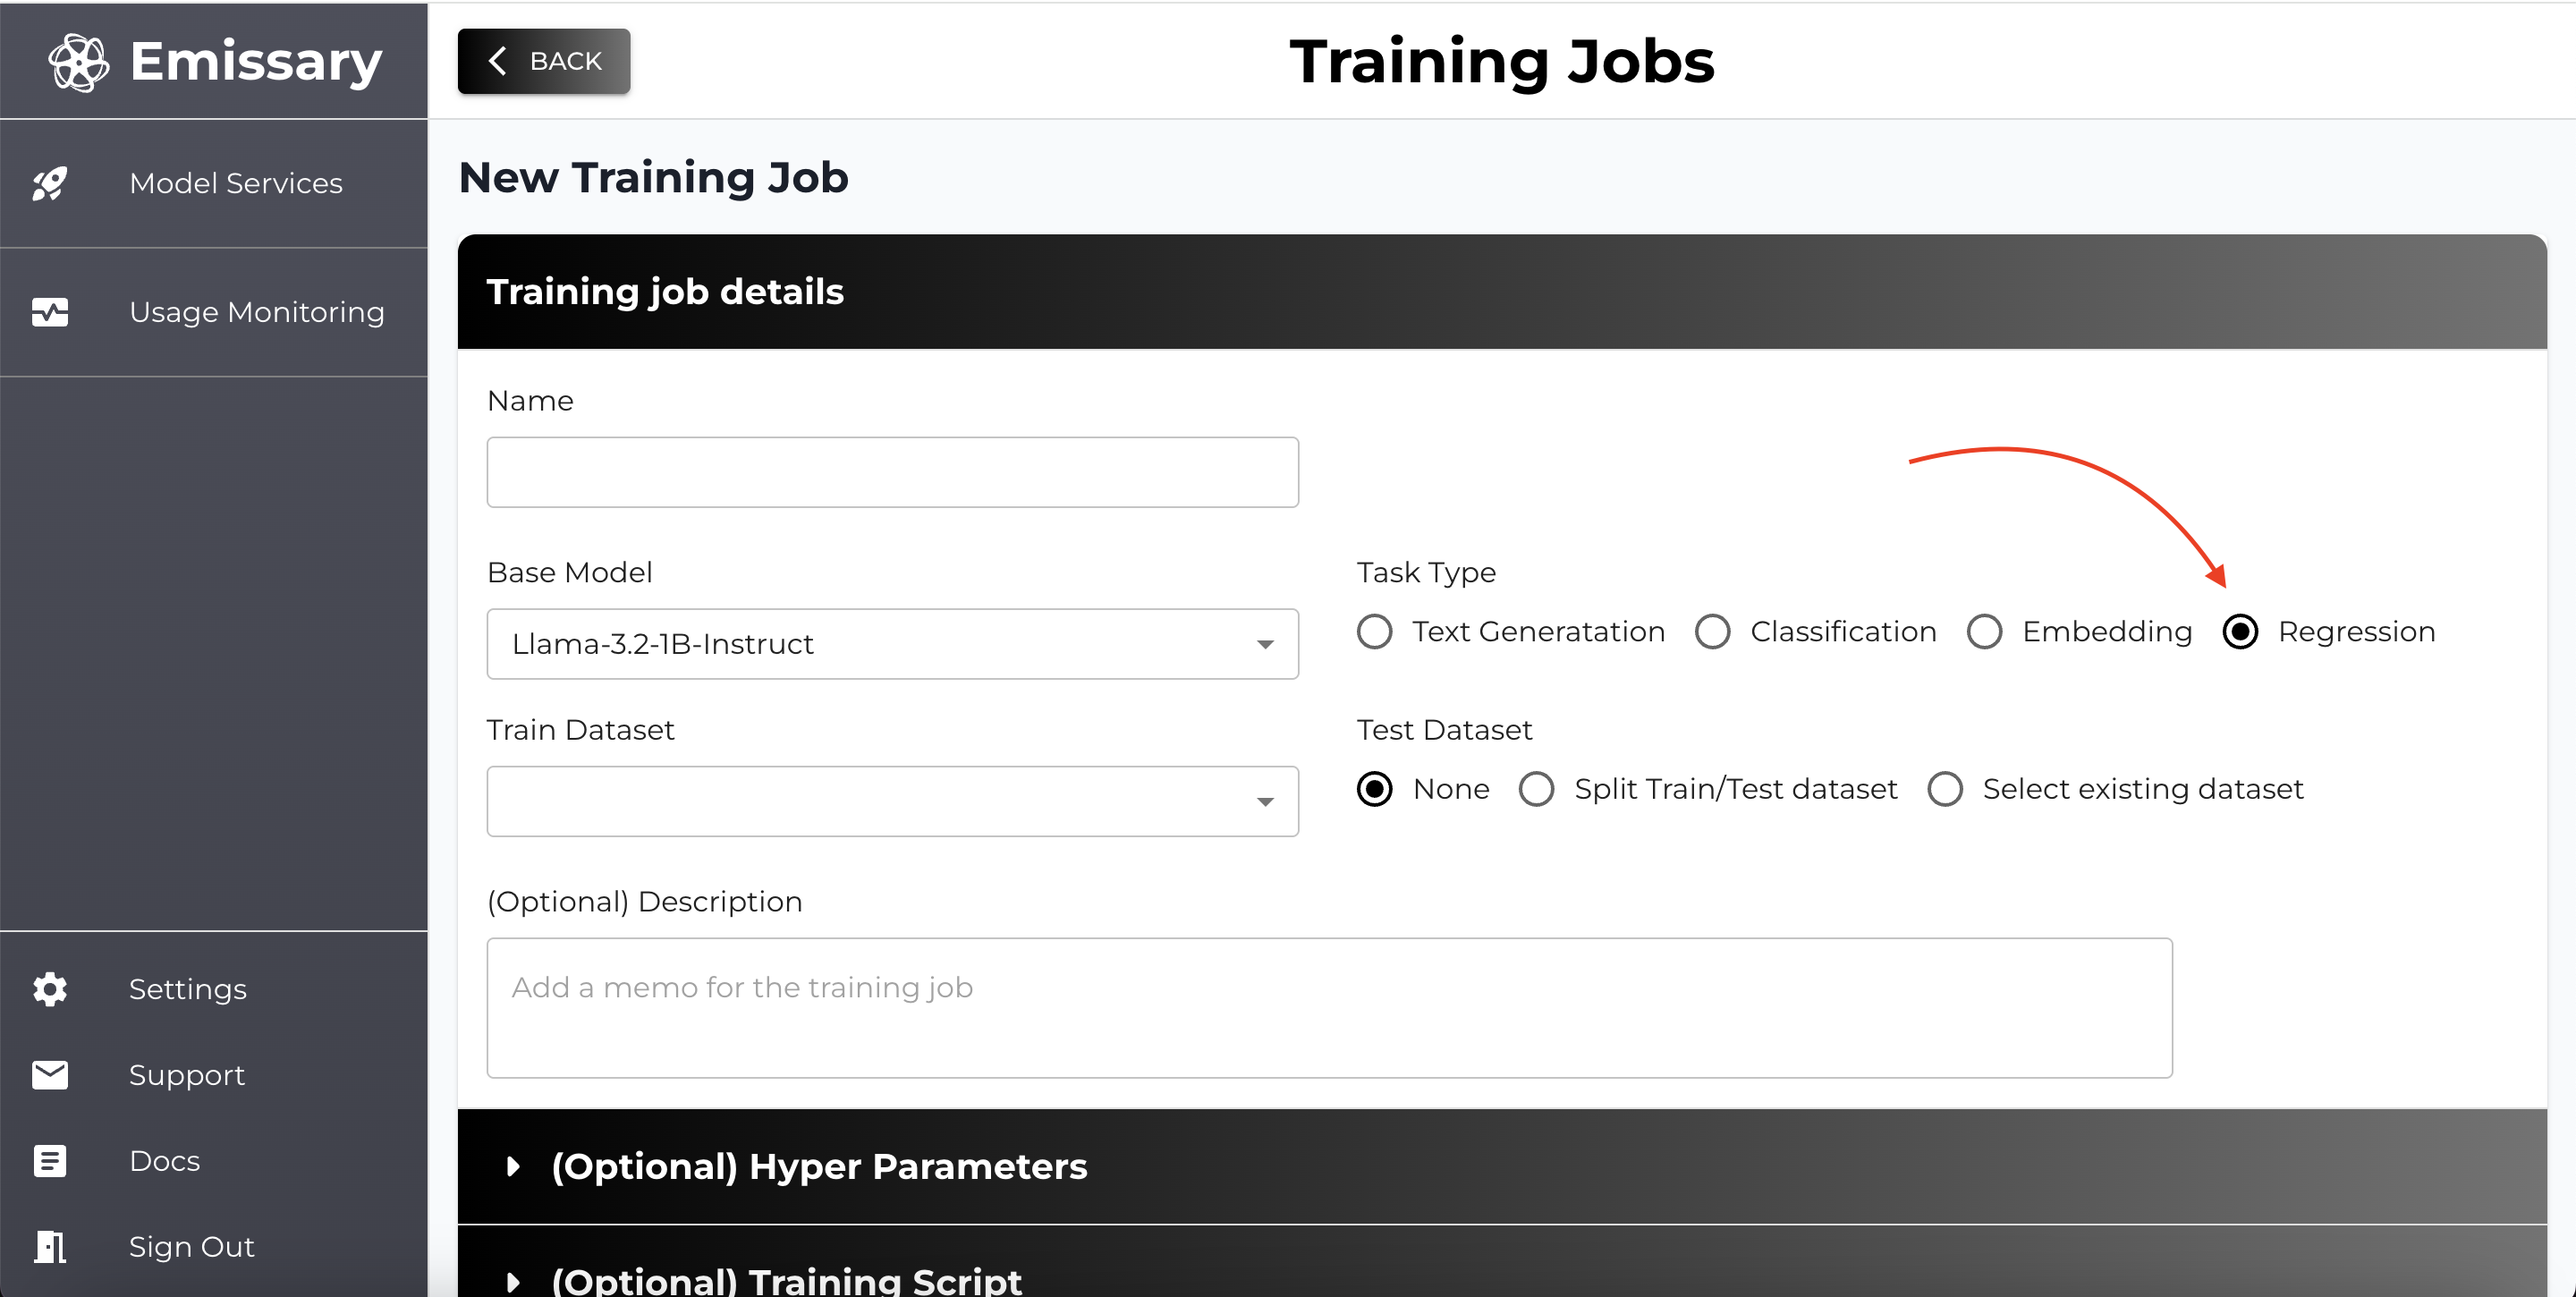 Emissary
BACK
Training Jobs
Model Services
Usage Monitoring
New Training Job
Training job details
Name
Base Model
Task Type
Llama-3.2-1B-Instruct
Text Generatation
Classification
Embedding
Regression
Train Dataset
Test Dataset
None
Split Train/Test dataset
Select existing dataset
(Optional) Description
Add a memo for the training job
(Optional) Hyper Parameters
(Optional) Training Script
Settings
Support
Docs
Sign Out